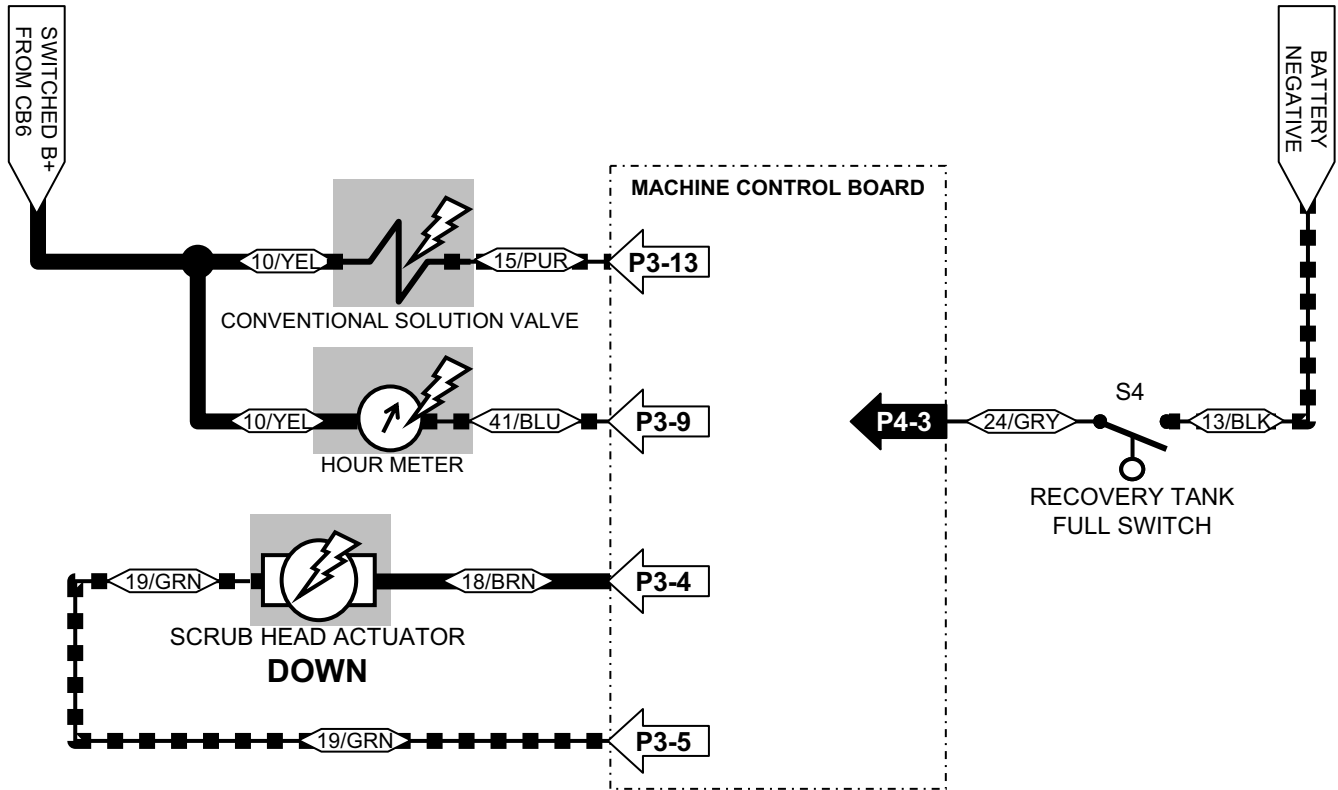 SWITCHED B+
FROM CB6
BATTERY
NEGATIVE
MACHINE CONTROL BOARD
10/YEL
15/PUR
P3-13
CONVENTIONAL SOLUTION VALVE
10/YEL
41/BLU
P3-9
HOUR METER
P4-3
24/GRY
S4
13/BLK
RECOVERY TANK
FULL SWITCH
19/GRN
18/BRN
P3-4
SCRUB HEAD ACTUATOR
DOWN
19/GRN
P3-5